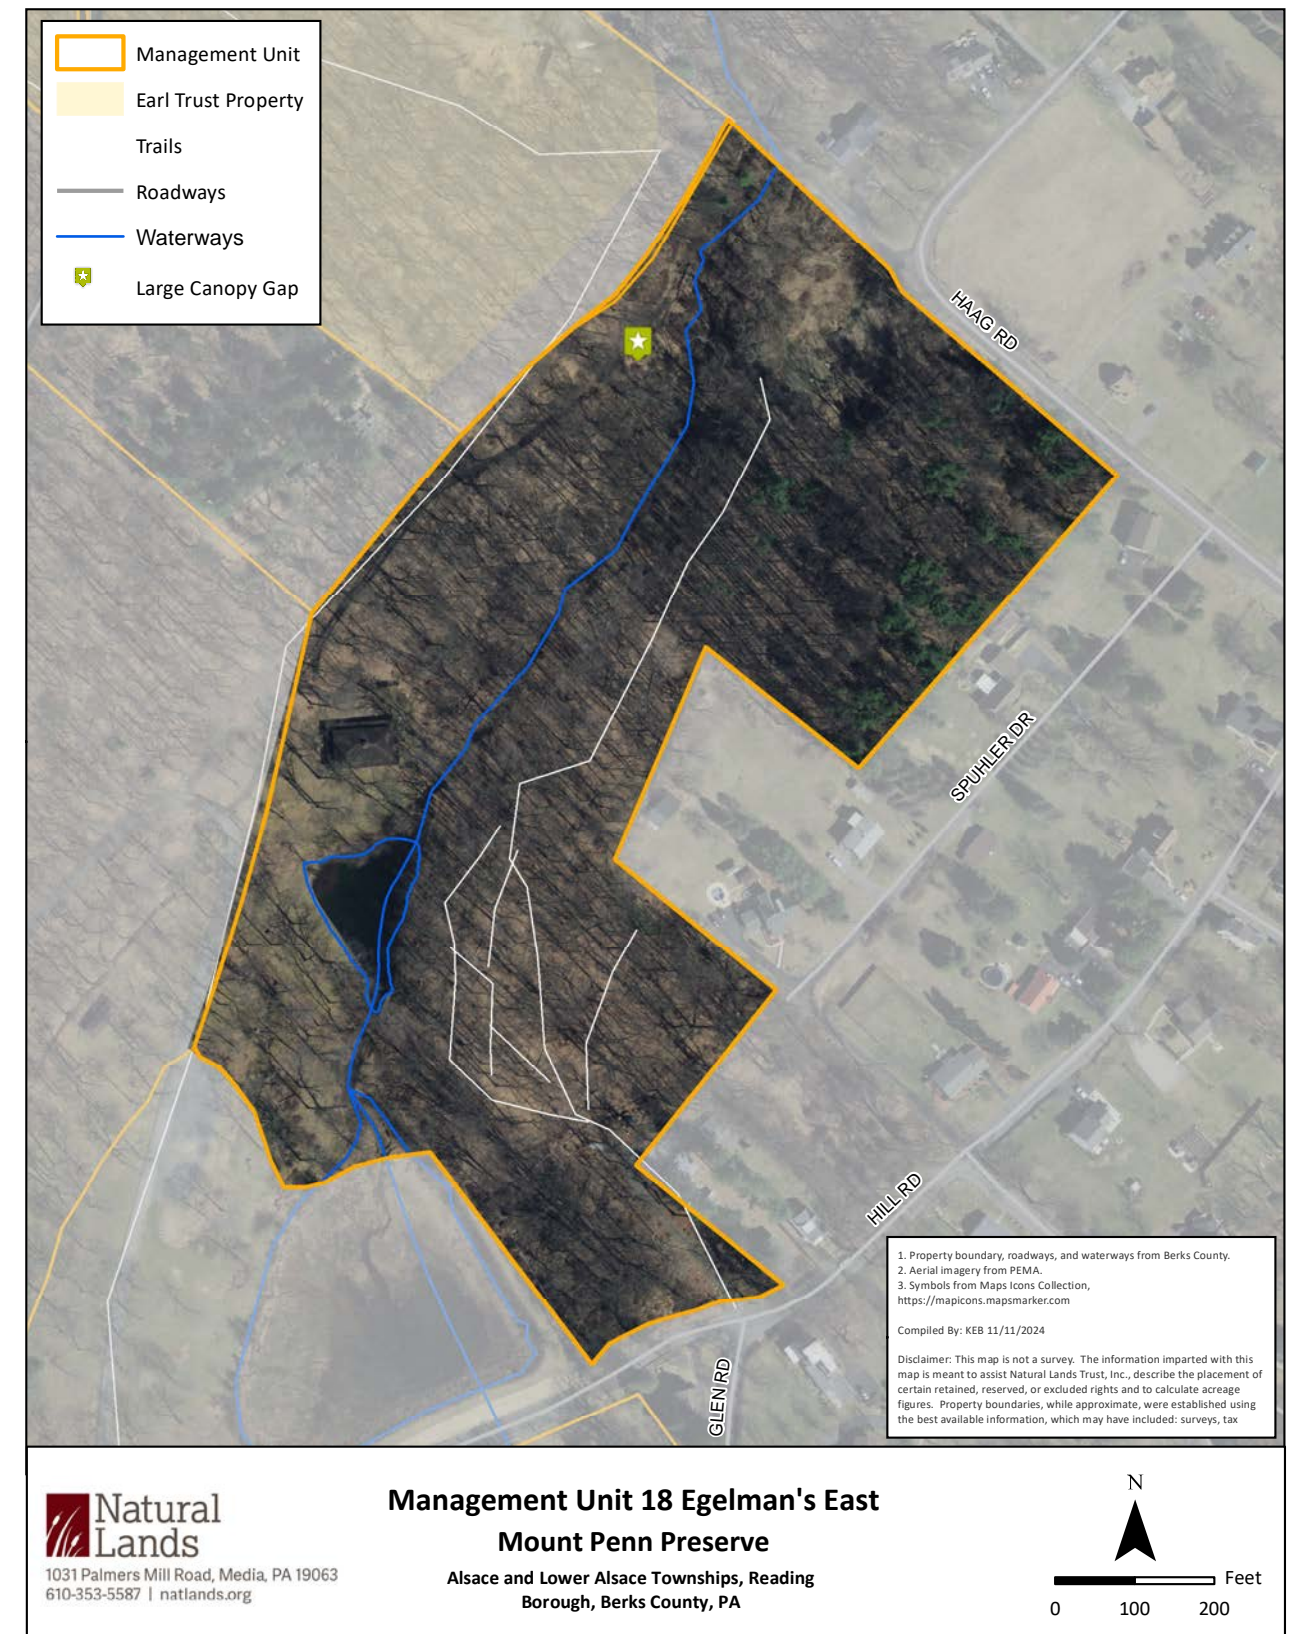 Management Unit
Earl Trust Property
Trails
Roadways
Waterways
Large Canopy Gap
HAAG RD
SPUHLER DR
HILL RD
GLEN RD
1. Property boundary, roadways, and waterways from Berks County.
2. Aerial imagery from PEMA.
3. Symbols from Maps Icons Collection,
https://mapicons.mapsmarker.com
Compiled By: KEB 11/11/2024
Disclaimer: This map is not a survey. The information imparted with this
map is meant to assist Natural Lands Trust, Inc., describe the placement of
certain retained, reserved, or excluded rights and to calculate acreage
figures. Property boundaries, while approximate, were established using
the best available information, which may have included: surveys, tax
Natural
Lands
1031 Palmers Mill Road, Media, PA 19063
610-353-5587 | natlands.org
Management Unit 18 Egelman's East
Mount Penn Preserve
Alsace and Lower Alsace Townships, Reading
Borough, Berks County, PA
N
Feet
0 100 200